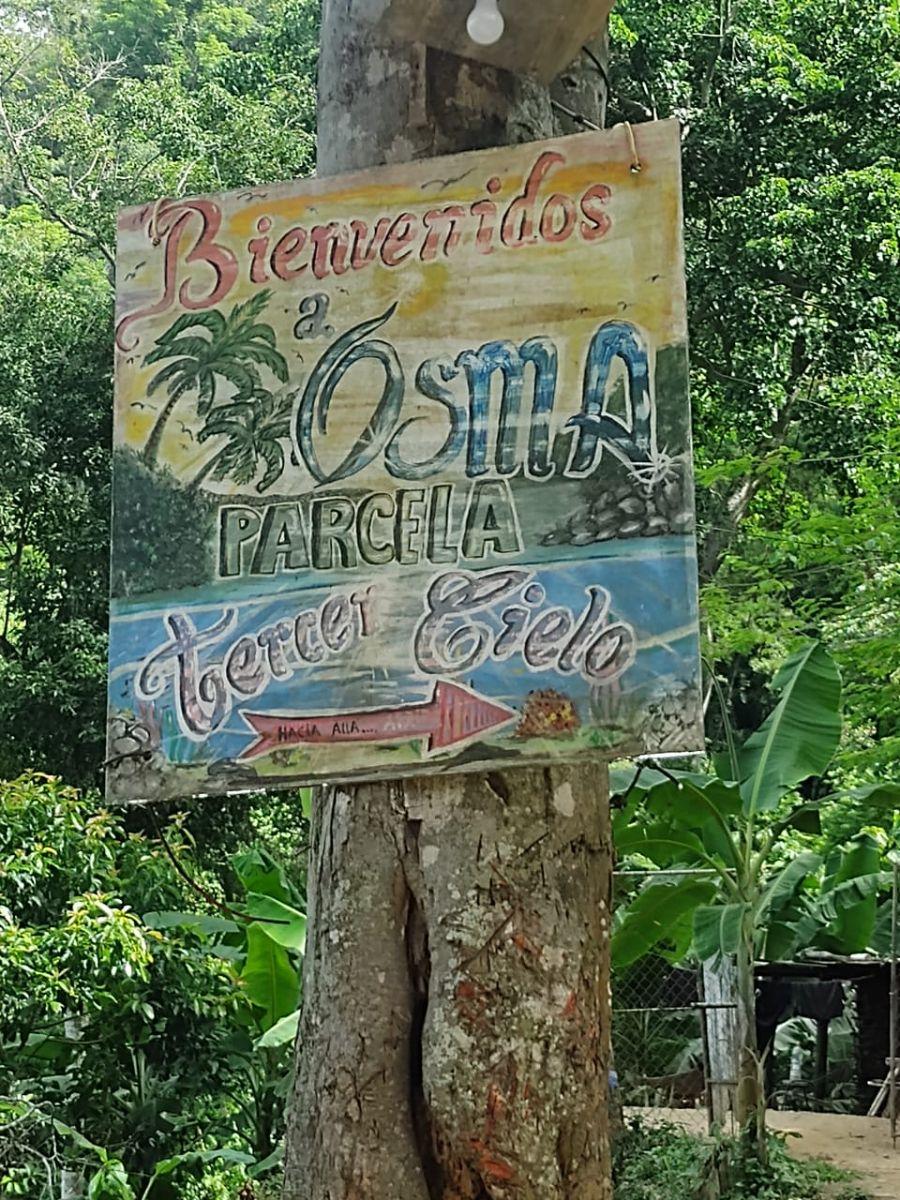 Bienvenidos
a
OSMA
PARCELA
Tercer Cielo
HACIA ALLA....